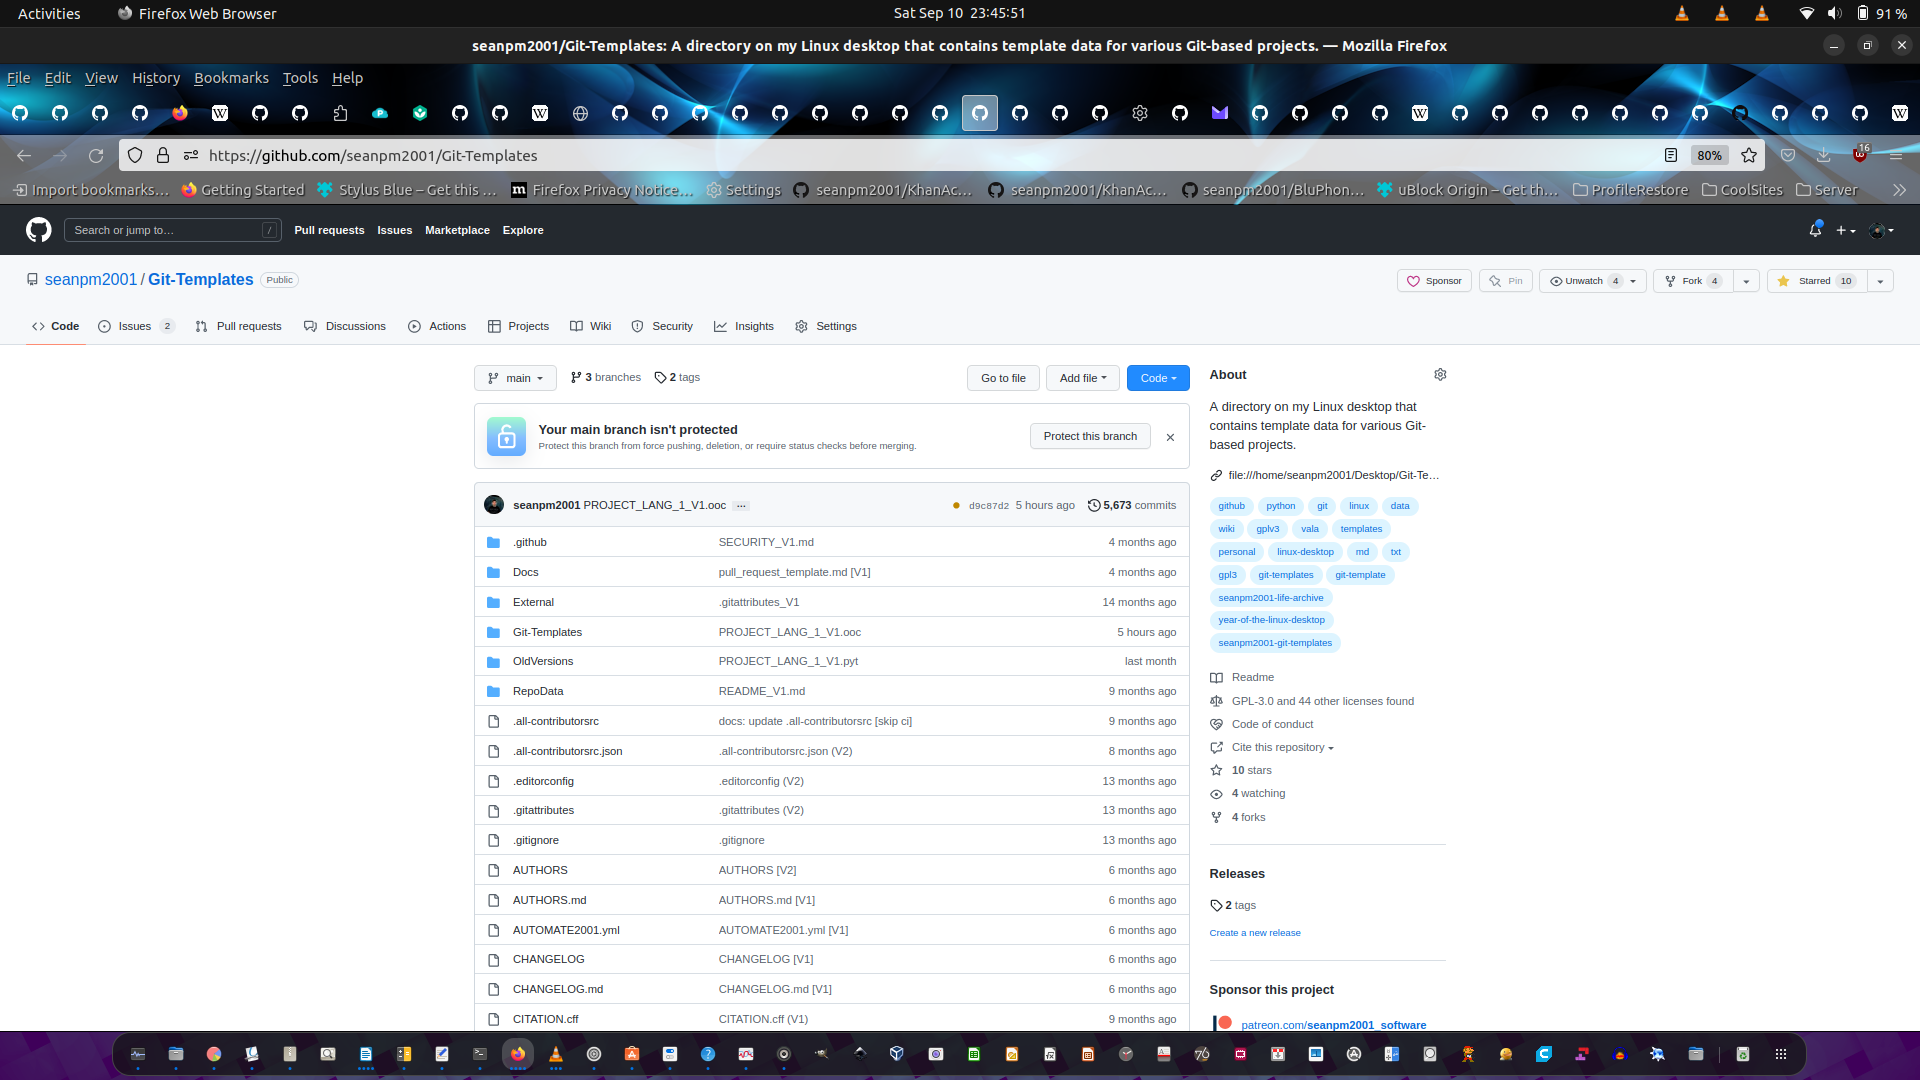 Activities
Firefox Web Browser
Sat Sep 10 23:45:51
91 %
seanpm2001/Git-Templates: A directory on my Linux desktop that contains template data for various Git-based projects. — Mozilla Firefox
File Edit View History Bookmarks Tools Help
https://github.com/seanpm2001/Git-Templates
80%
16
Import bookmarks…
Getting Started
Stylus Blue – Get this …
Firefox Privacy Notice…
Settings
seanpm2001/KhanAc…
seanpm2001/KhanAc…
seanpm2001/BluPhon…
uBlock Origin – Get th…
ProfileRestore
CoolSites
Server
Search or jump to…
/
Pull requests Issues Marketplace Explore
seanpm2001 / Git-Templates Public
Sponsor
Pin
Unwatch 4
Fork 4
Starred 10
Code
Issues 2
Pull requests
Discussions
Actions
Projects
Wiki
Security
Insights
Settings
main
3 branches
2 tags
Go to file
Add file
Code
Your main branch isn't protected
Protect this branch from force pushing, deletion, or require status checks before merging.
Protect this branch
seanpm2001 PROJECT_LANG_1_V1.ooc … d9c87d2 5 hours ago 5,673 commits
.github SECURITY_V1.md 4 months ago
Docs pull_request_template.md [V1] 4 months ago
External .gitattributes_V1 14 months ago
Git-Templates PROJECT_LANG_1_V1.ooc 5 hours ago
OldVersions PROJECT_LANG_1_V1.pyt last month
RepoData README_V1.md 9 months ago
.all-contributorsrc docs: update .all-contributorsrc [skip ci] 9 months ago
.all-contributorsrc.json .all-contributorsrc.json (V2) 8 months ago
.editorconfig .editorconfig (V2) 13 months ago
.gitattributes .gitattributes (V2) 13 months ago
.gitignore .gitignore 13 months ago
AUTHORS AUTHORS [V2] 6 months ago
AUTHORS.md AUTHORS.md [V1] 6 months ago
AUTOMATE2001.yml AUTOMATE2001.yml [V1] 6 months ago
CHANGELOG CHANGELOG [V1] 6 months ago
CHANGELOG.md CHANGELOG.md [V1] 6 months ago
CITATION.cff CITATION.cff (V1) 9 months ago
About
A directory on my Linux desktop that
contains template data for various Git-
based projects.
file:///home/seanpm2001/Desktop/Git-Te…
github python git linux data
wiki gplv3 vala templates
personal linux-desktop md txt
gpl3 git-templates git-template
seanpm2001-life-archive
year-of-the-linux-desktop
seanpm2001-git-templates
Readme
GPL-3.0 and 44 other licenses found
Code of conduct
Cite this repository
10 stars
4 watching
4 forks
Releases
2 tags
Create a new release
Sponsor this project
patreon.com/seanpm2001_software